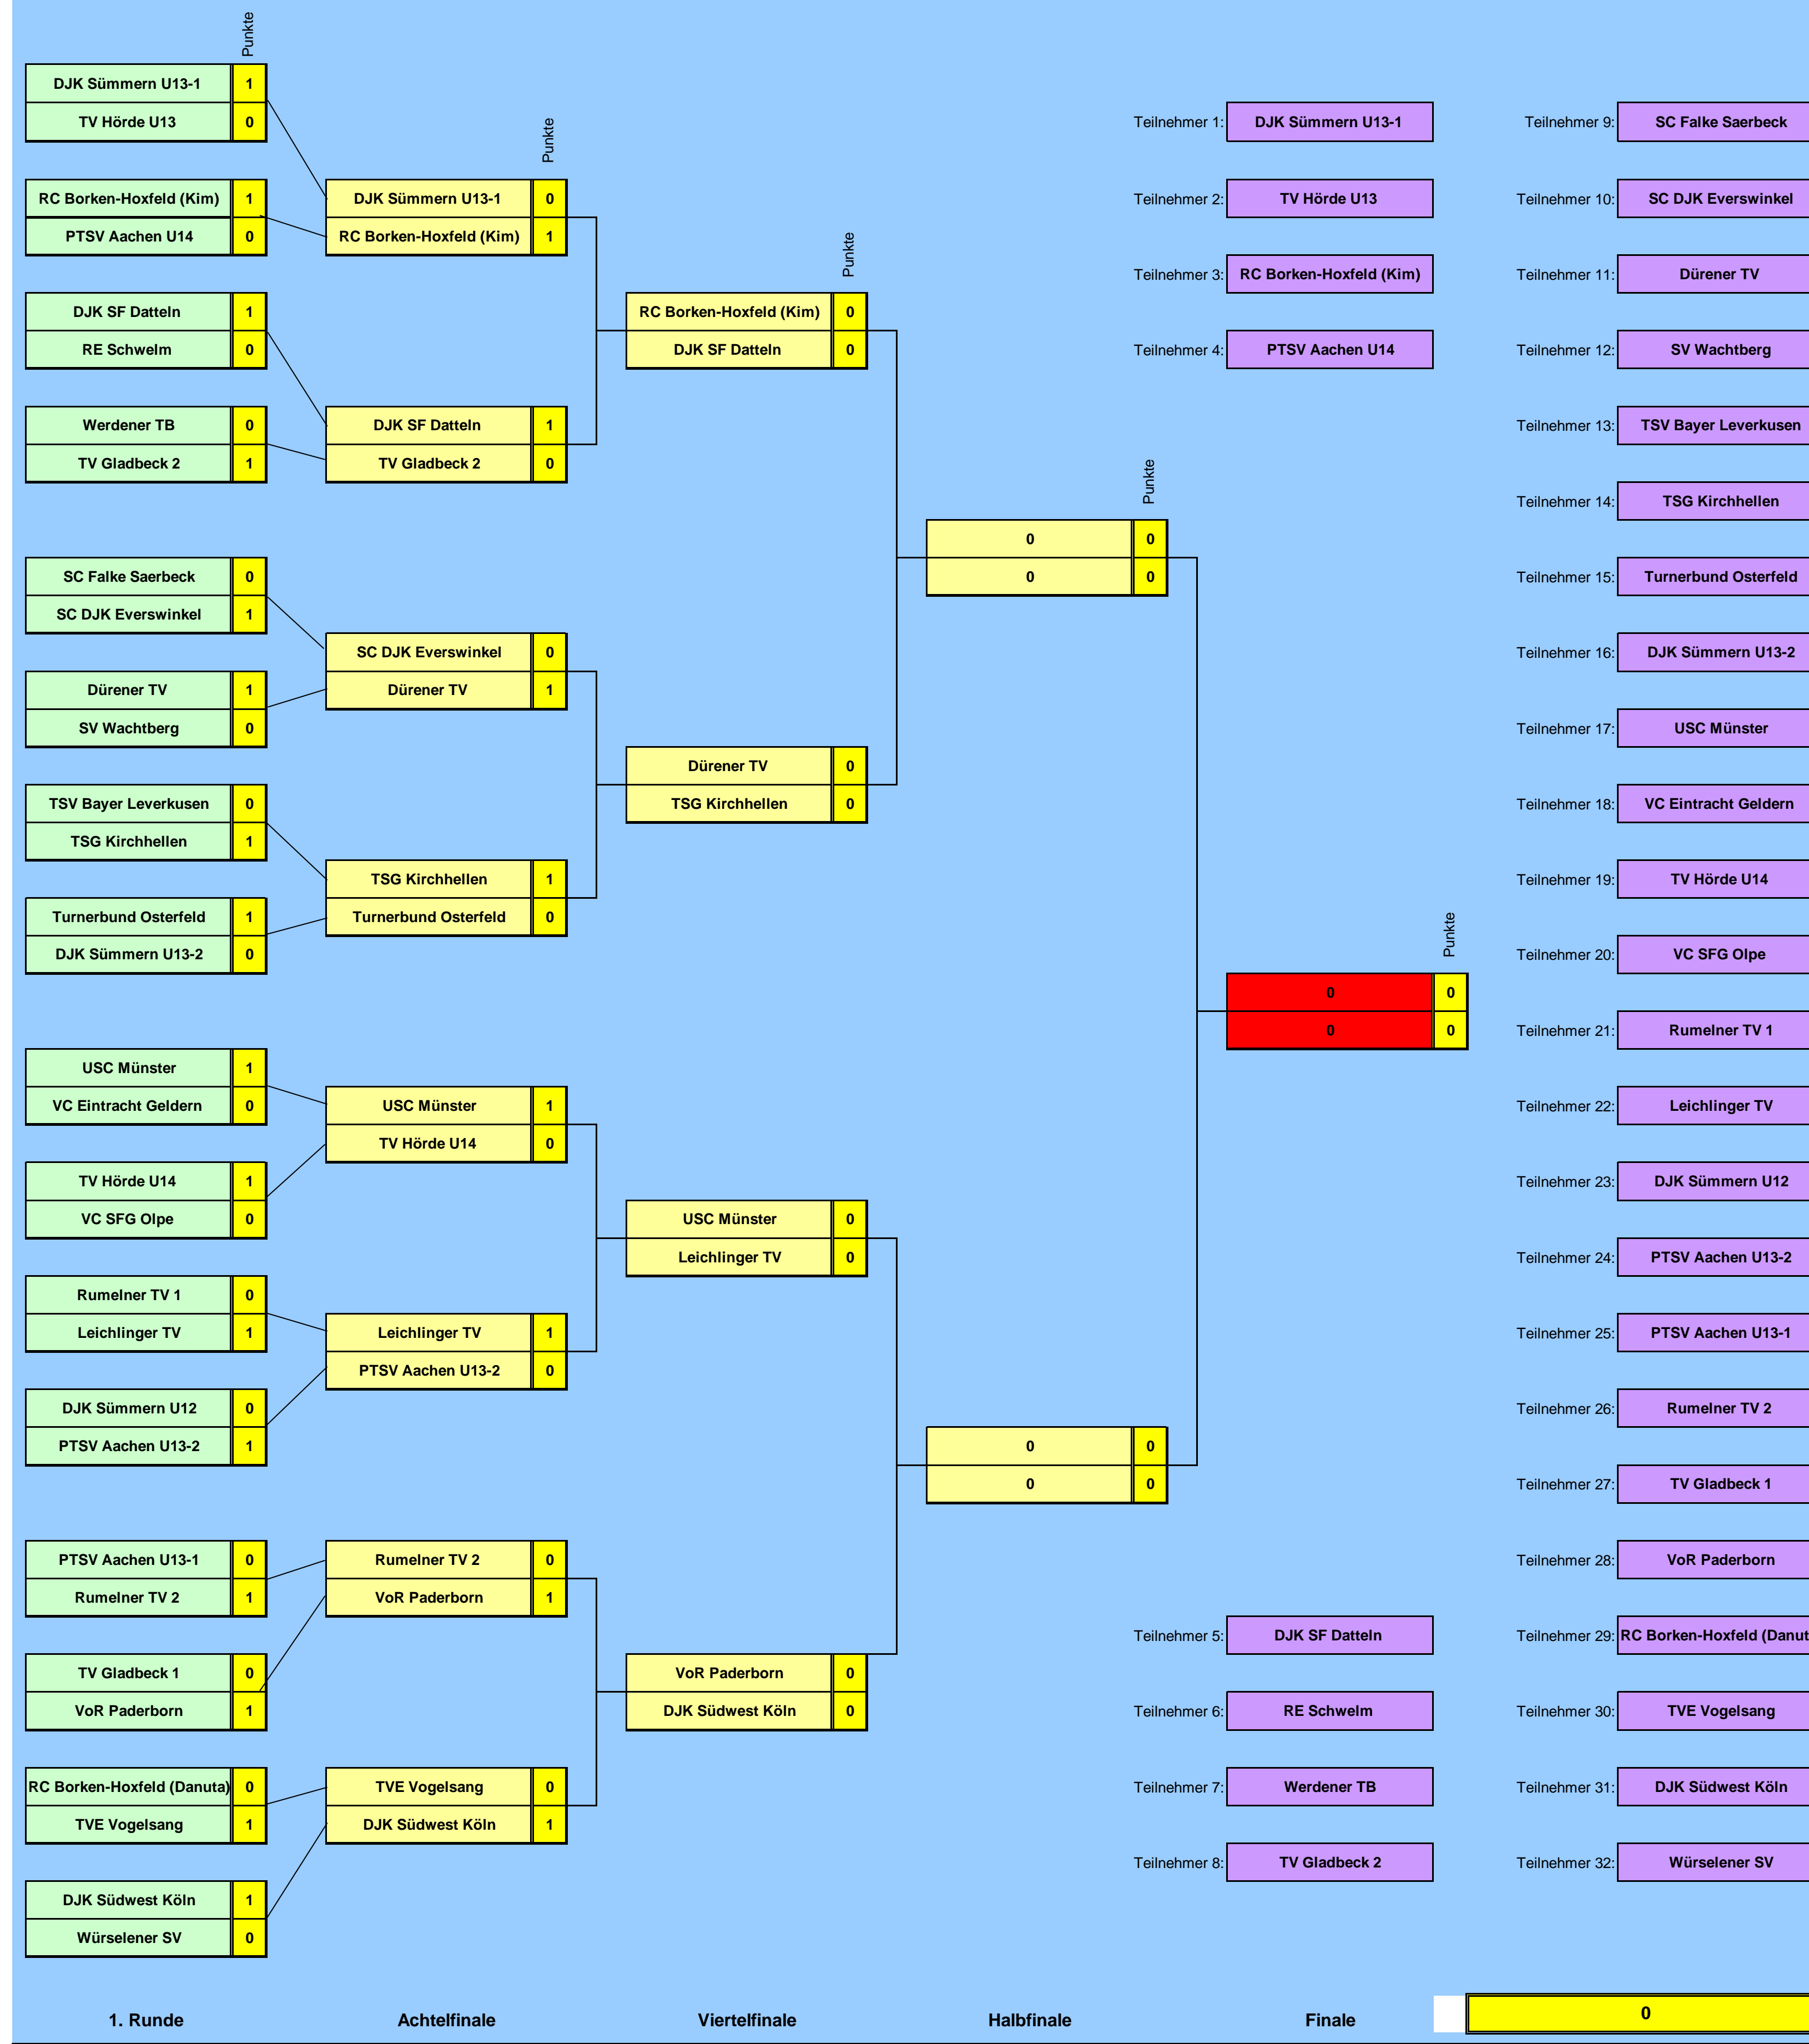 Punkte
DJK Sümmern U13-1 1
TV Hörde U13 0
RC Borken-Hoxfeld (Kim) 1
PTSV Aachen U14 0
DJK SF Datteln 1
RE Schwelm 0
Werdener TB 0
TV Gladbeck 2 1
SC Falke Saerbeck 0
SC DJK Everswinkel 1
Dürener TV 1
SV Wachtberg 0
TSV Bayer Leverkusen 0
TSG Kirchhellen 1
Turnerbund Osterfeld 1
DJK Sümmern U13-2 0
USC Münster 1
VC Eintracht Geldern 0
TV Hörde U14 1
VC SFG Olpe 0
Rumelner TV 1 0
Leichlinger TV 1
DJK Sümmern U12 0
PTSV Aachen U13-2 1
PTSV Aachen U13-1 0
Rumelner TV 2 1
TV Gladbeck 1 0
VoR Paderborn 1
RC Borken-Hoxfeld (Danuta) 0
TVE Vogelsang 1
DJK Südwest Köln 1
Würselener SV 0
1. Runde
Punkte
DJK Sümmern U13-1 0
RC Borken-Hoxfeld (Kim) 1
DJK SF Datteln 1
TV Gladbeck 2 0
SC DJK Everswinkel 0
Dürener TV 1
TSG Kirchhellen 1
Turnerbund Osterfeld 0
USC Münster 1
TV Hörde U14 0
Leichlinger TV 1
PTSV Aachen U13-2 0
Rumelner TV 2 0
VoR Paderborn 1
TVE Vogelsang 0
DJK Südwest Köln 1
Achtelfinale
Punkte
RC Borken-Hoxfeld (Kim) 0
DJK SF Datteln 0
Dürener TV 0
TSG Kirchhellen 0
USC Münster 0
Leichlinger TV 0
VoR Paderborn 0
DJK Südwest Köln 0
Viertelfinale
Punkte
0 0
0 0
0 0
0 0
Halbfinale
Teilnehmer 1: DJK Sümmern U13-1
Teilnehmer 2: TV Hörde U13
Teilnehmer 3: RC Borken-Hoxfeld (Kim)
Teilnehmer 4: PTSV Aachen U14
Punkte
0 0
0 0
Teilnehmer 5: DJK SF Datteln
Teilnehmer 6: RE Schwelm
Teilnehmer 7: Werdener TB
Teilnehmer 8: TV Gladbeck 2
Finale
Teilnehmer 9: SC Falke Saerbeck
Teilnehmer 10: SC DJK Everswinkel
Teilnehmer 11: Dürener TV
Teilnehmer 12: SV Wachtberg
Teilnehmer 13: TSV Bayer Leverkusen
Teilnehmer 14: TSG Kirchhellen
Teilnehmer 15: Turnerbund Osterfeld
Teilnehmer 16: DJK Sümmern U13-2
Teilnehmer 17: USC Münster
Teilnehmer 18: VC Eintracht Geldern
Teilnehmer 19: TV Hörde U14
Teilnehmer 20: VC SFG Olpe
Teilnehmer 21: Rumelner TV 1
Teilnehmer 22: Leichlinger TV
Teilnehmer 23: DJK Sümmern U12
Teilnehmer 24: PTSV Aachen U13-2
Teilnehmer 25: PTSV Aachen U13-1
Teilnehmer 26: Rumelner TV 2
Teilnehmer 27: TV Gladbeck 1
Teilnehmer 28: VoR Paderborn
Teilnehmer 29: RC Borken-Hoxfeld (Danut
Teilnehmer 30: TVE Vogelsang
Teilnehmer 31: DJK Südwest Köln
Teilnehmer 32: Würselener SV
0